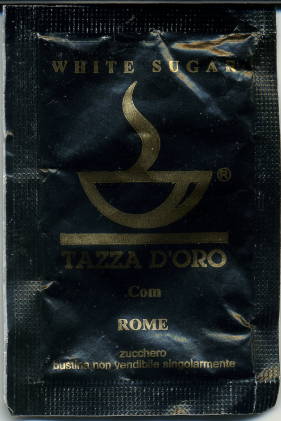 WHITE SUGAR
®
TAZZA D'ORO
.Com
ROME
zucchero
bustina non vendibile singolarmente